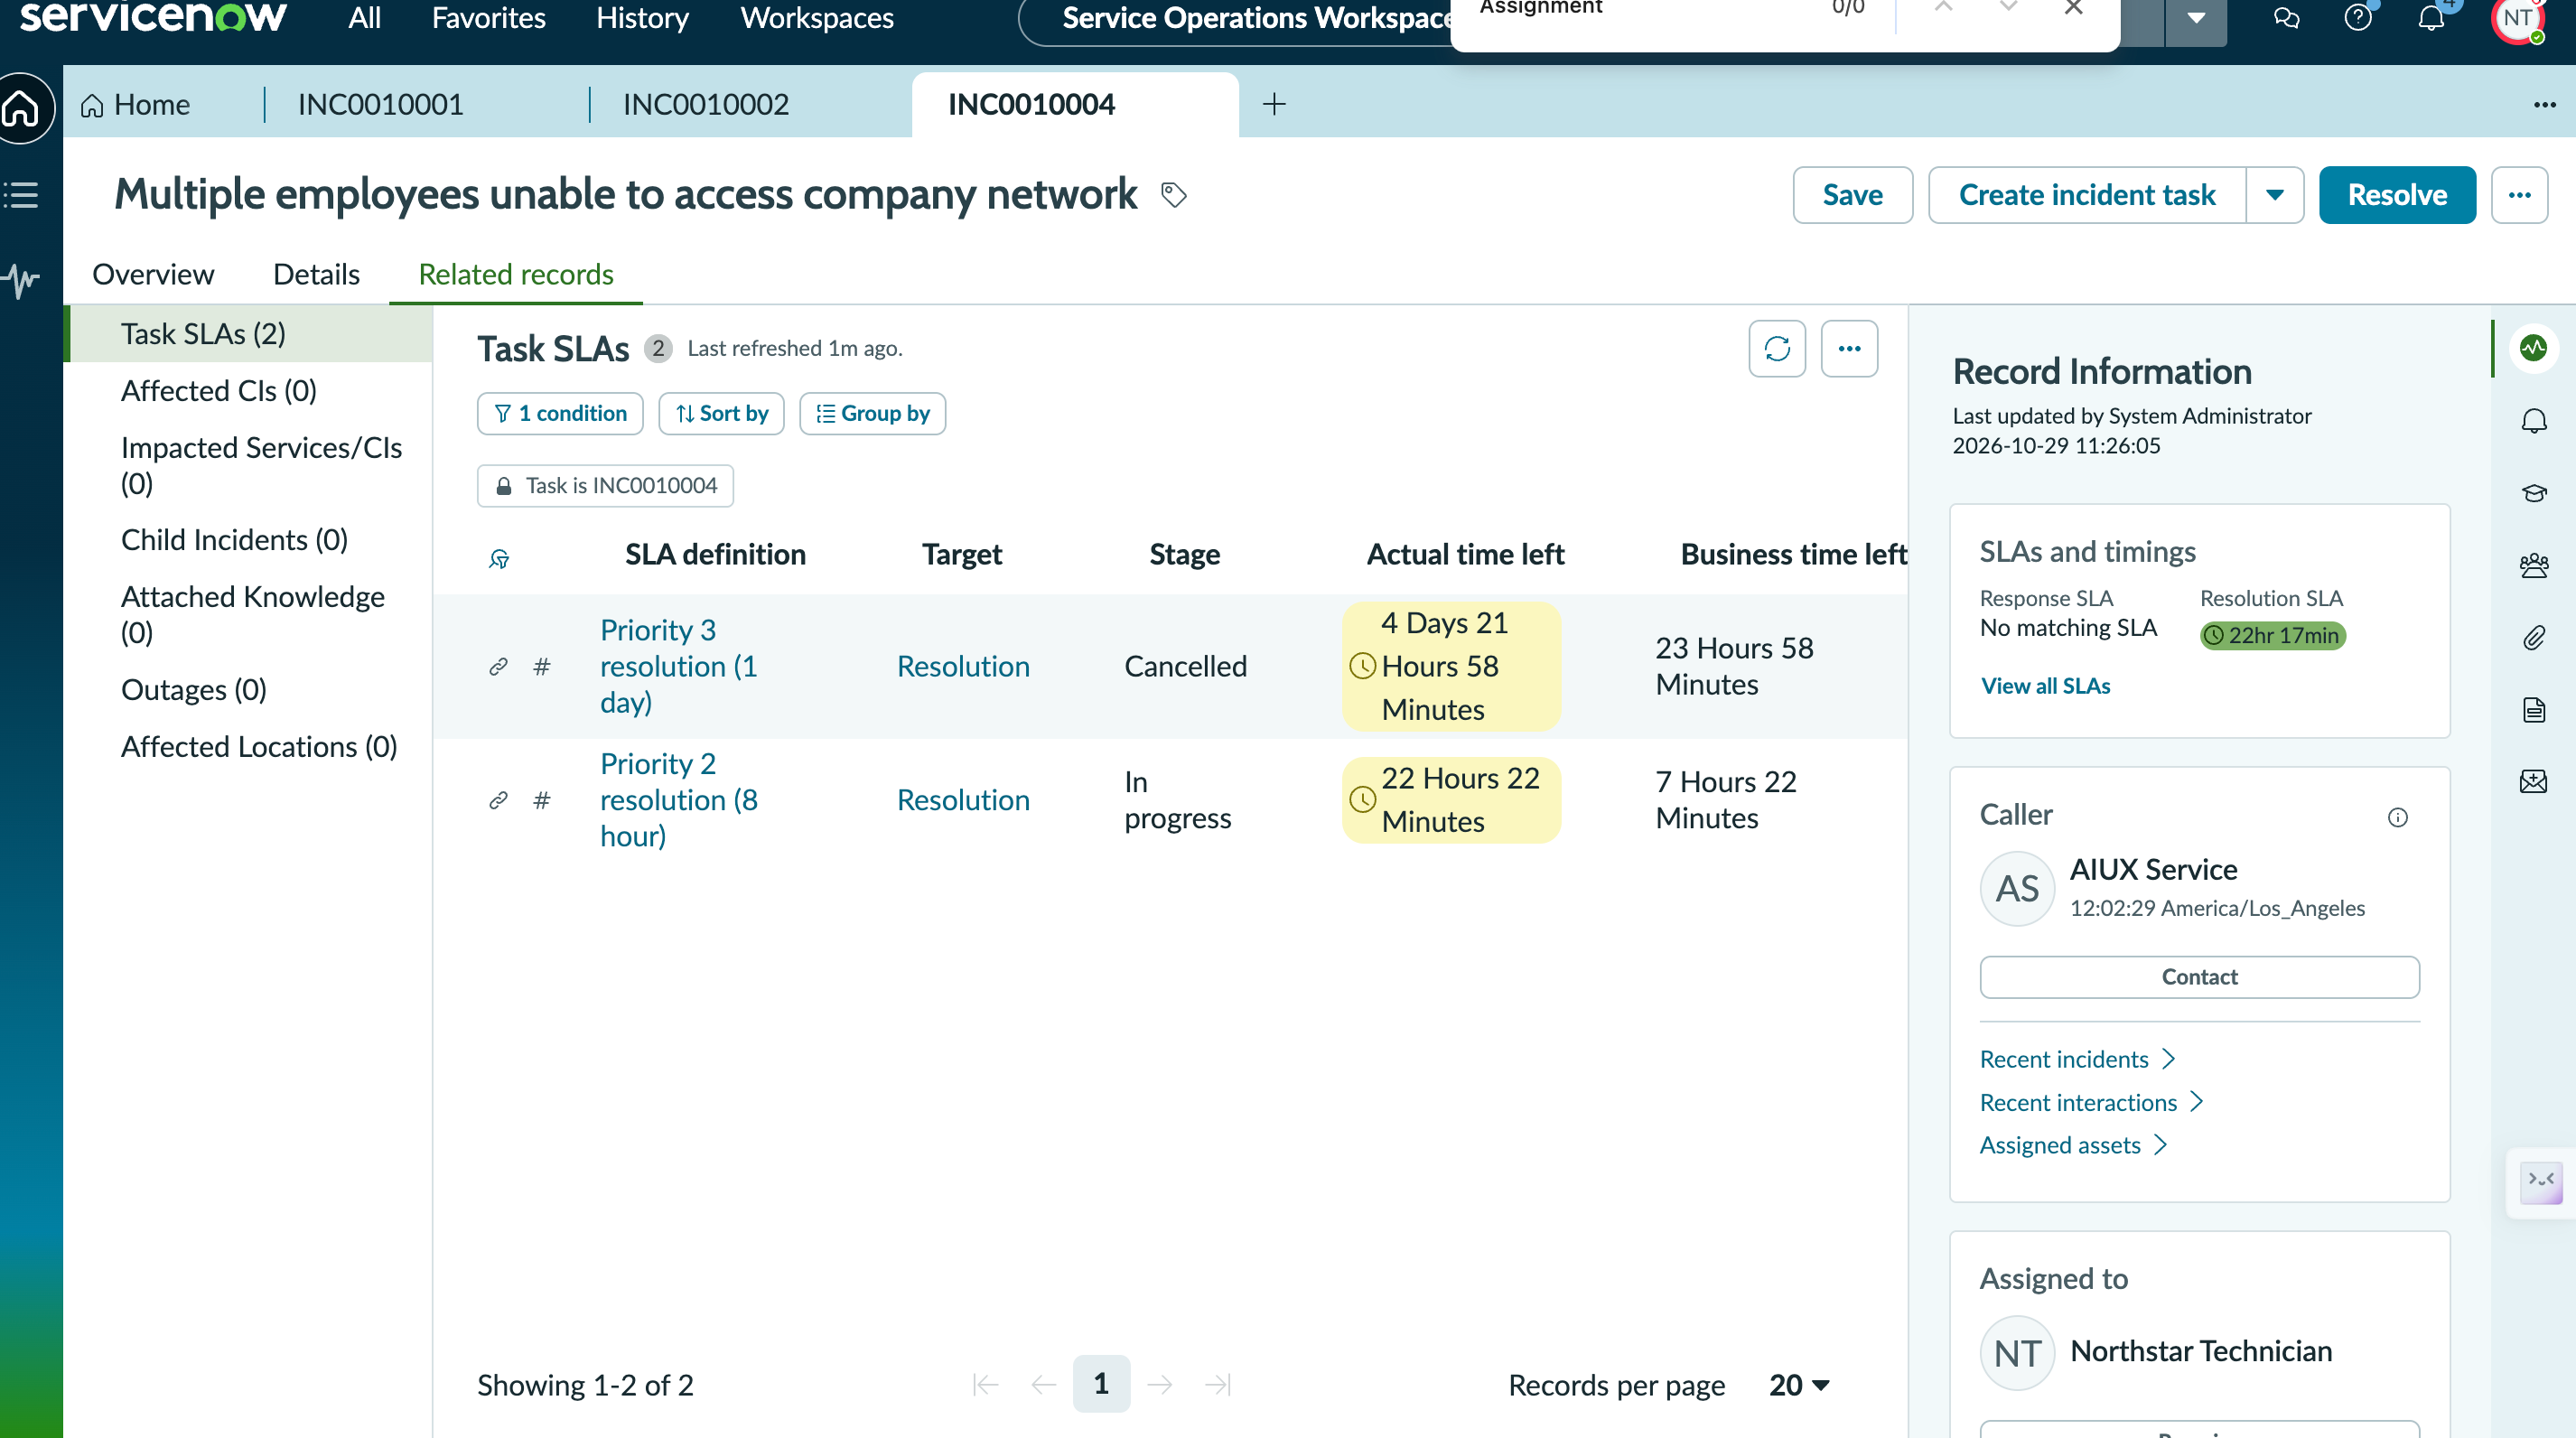 servicenow
All
Favorites
History
Workspaces
Service Operations Workspace
Assignment
0/0
4
NT
Home
INC0010001
INC0010002
INC0010004
Multiple employees unable to access company network
Save
Create incident task
Resolve
Overview
Details
Related records
Task SLAs (2)
Affected CIs (0)
Impacted Services/CIs
(0)
Child Incidents (0)
Attached Knowledge
(0)
Outages (0)
Affected Locations (0)
Task SLAs 2 Last refreshed 1m ago.
1 condition
Sort by
Group by
Task is INC0010004
SLA definition
Target
Stage
Actual time left
Business time left
Priority 3
resolution (1
day)
Resolution
Cancelled
4 Days 21
Hours 58
Minutes
23 Hours 58
Minutes
Priority 2
resolution (8
hour)
Resolution
In
progress
22 Hours 22
Minutes
7 Hours 22
Minutes
Showing 1-2 of 2
1
Records per page
20
Record Information
Last updated by System Administrator
2026-10-29 11:26:05
SLAs and timings
Response SLA
No matching SLA
Resolution SLA
22hr 17min
View all SLAs
Caller
AS
AIUX Service
12:02:29 America/Los_Angeles
Contact
Recent incidents
Recent interactions
Assigned assets
Assigned to
NT
Northstar Technician